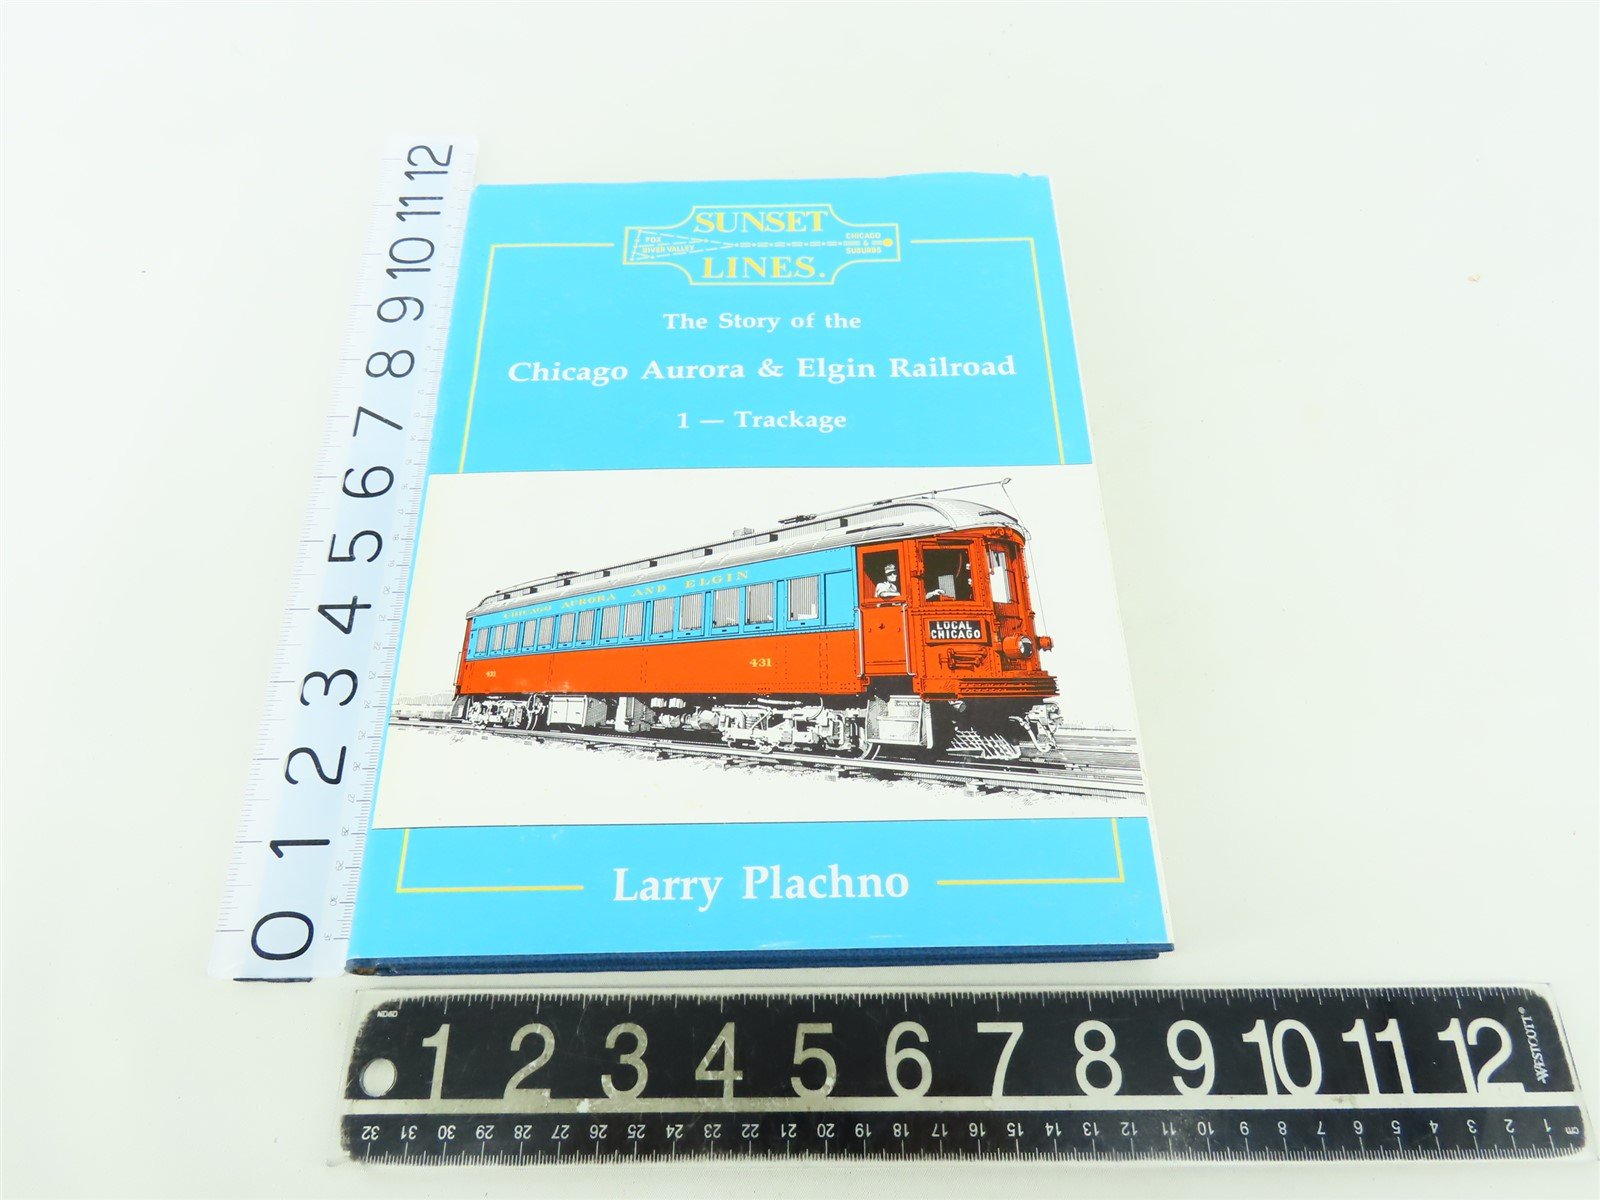 SUNSET
FOX
RIVER VALLEY
CHICAGO
&
SUBURBS
LINES.
The Story of the
Chicago Aurora & Elgin Railroad
1 — Trackage
CHICAGO AURORA AND ELGIN
LOCAL
CHICAGO
431
431
Larry Plachno
12
11
10
9
8
7
6
5
4
3
2
1
0
1 2 3 4 5 6 7 8 9 10 11 12
WESTCOTT®
32 31 30 29 28 27 26 25 24 23 22 21 20 19 18 17 16 15 14 13 12 11 10 9 8 7 6 5 4 3 2 1 cm